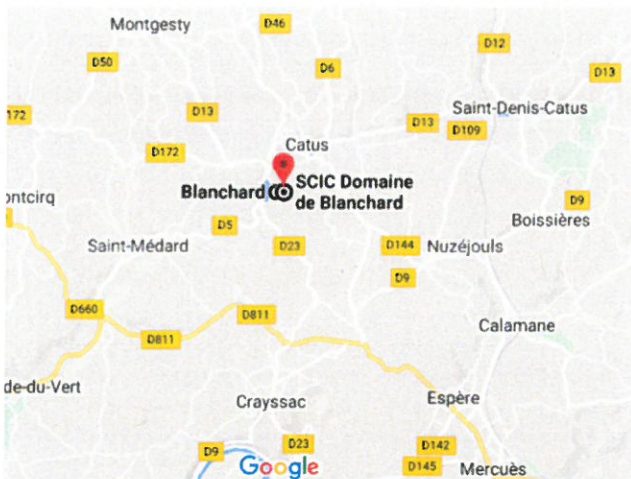 Montgesty
D46
D12
D50
D6
D13
D13
172
Saint-Denis-Catus
D13
D109
D172
Catus
Blanchard
SCIC Domaine
de Blanchard
ontcirq
D9
Boissières
D5
Saint-Médard
D23
D144
Nuzéjouls
D9
D660
D811
D811
Calamane
de-du-Vert
Crayssac
Espère
D9
D23
D142
Google
D145
Mercuès